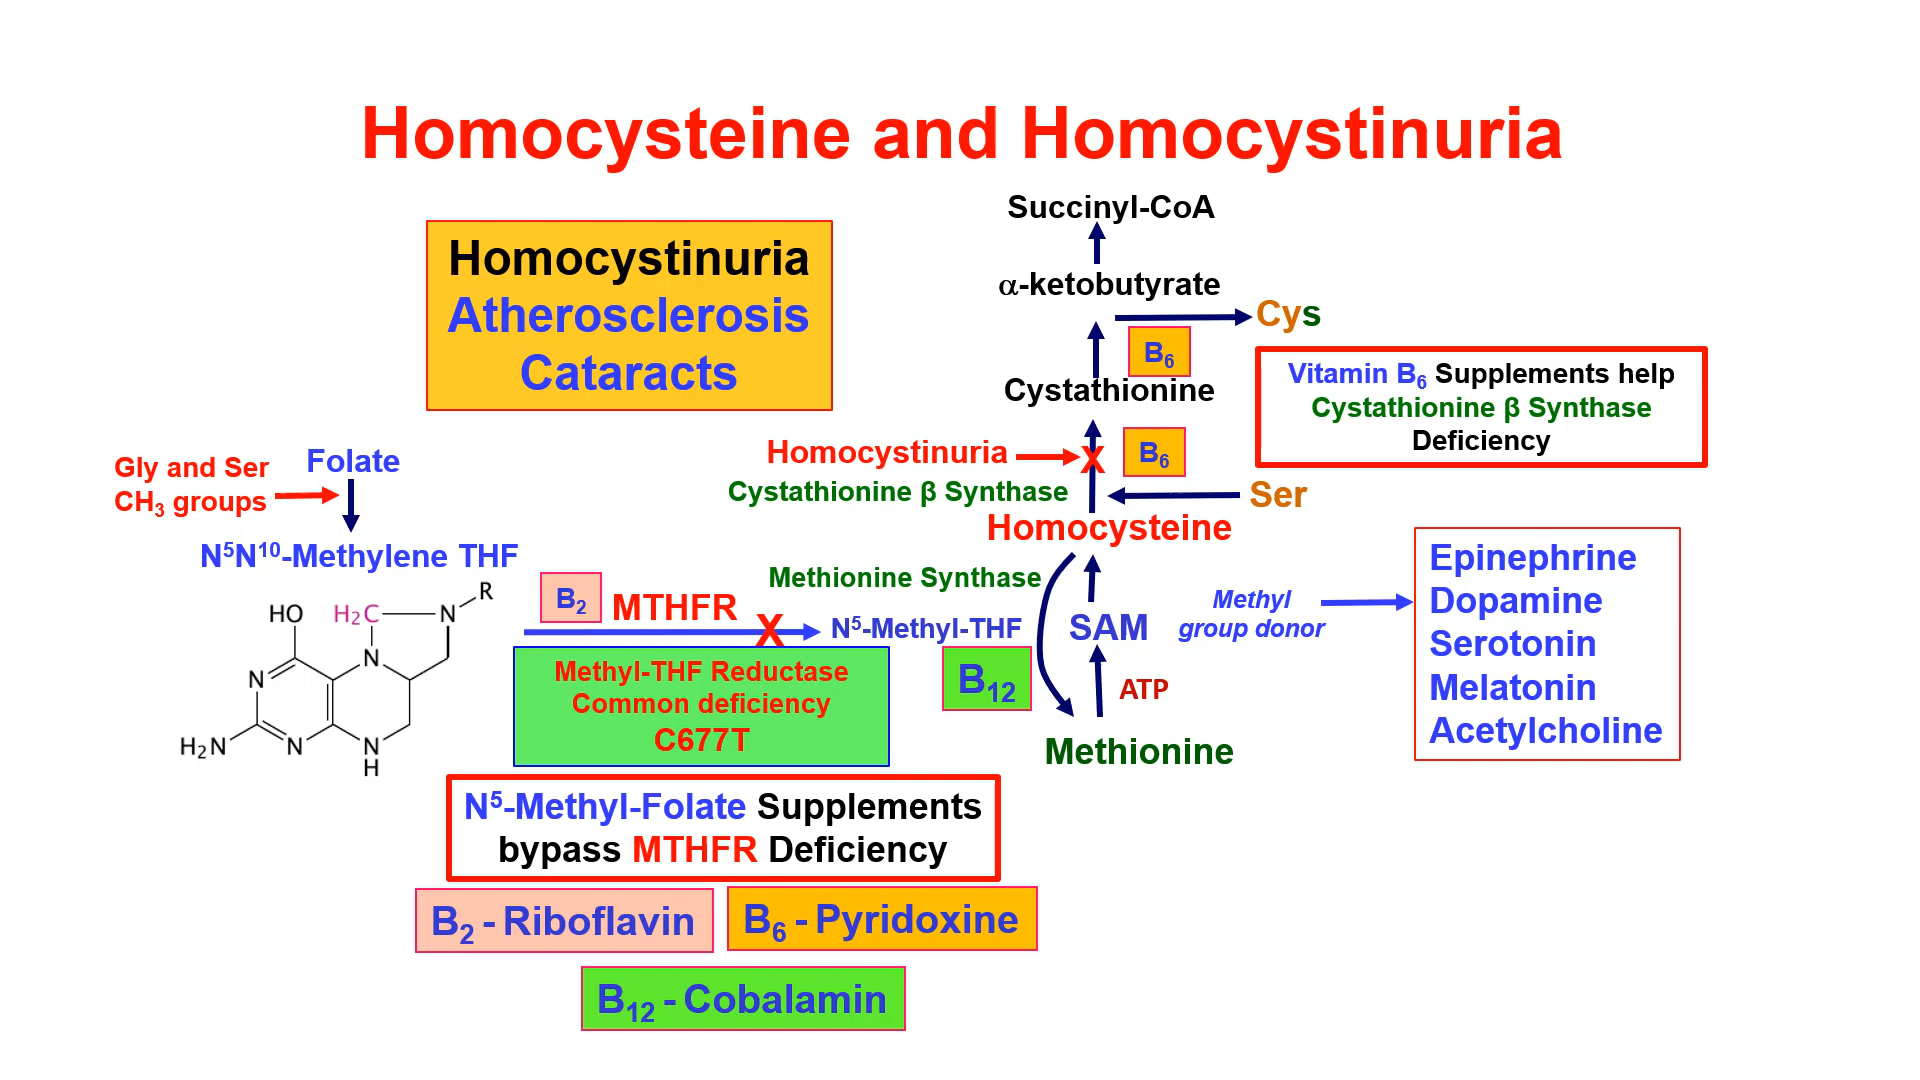 Homocysteine and Homocystinuria
Succinyl-CoA
Homocystinuria
Atherosclerosis
Cataracts
α-ketobutyrate
Cys
B6
Cystathionine
Vitamin B6 Supplements help
Cystathionine β Synthase
Deficiency
Gly and Ser
CH3 groups
Folate
Homocystinuria
X
B6
Cystathionine β Synthase
Ser
Homocysteine
N5N10-Methylene THF
HO
H2C
N
R
N
N
H2N
N
N
H
B2
MTHFR
X
Methionine Synthase
N5-Methyl-THF
SAM
Methyl
group donor
Epinephrine
Dopamine
Serotonin
Melatonin
Acetylcholine
Methyl-THF Reductase
Common deficiency
C677T
B12
ATP
Methionine
N5-Methyl-Folate Supplements
bypass MTHFR Deficiency
B2 - Riboflavin
B6 - Pyridoxine
B12 - Cobalamin